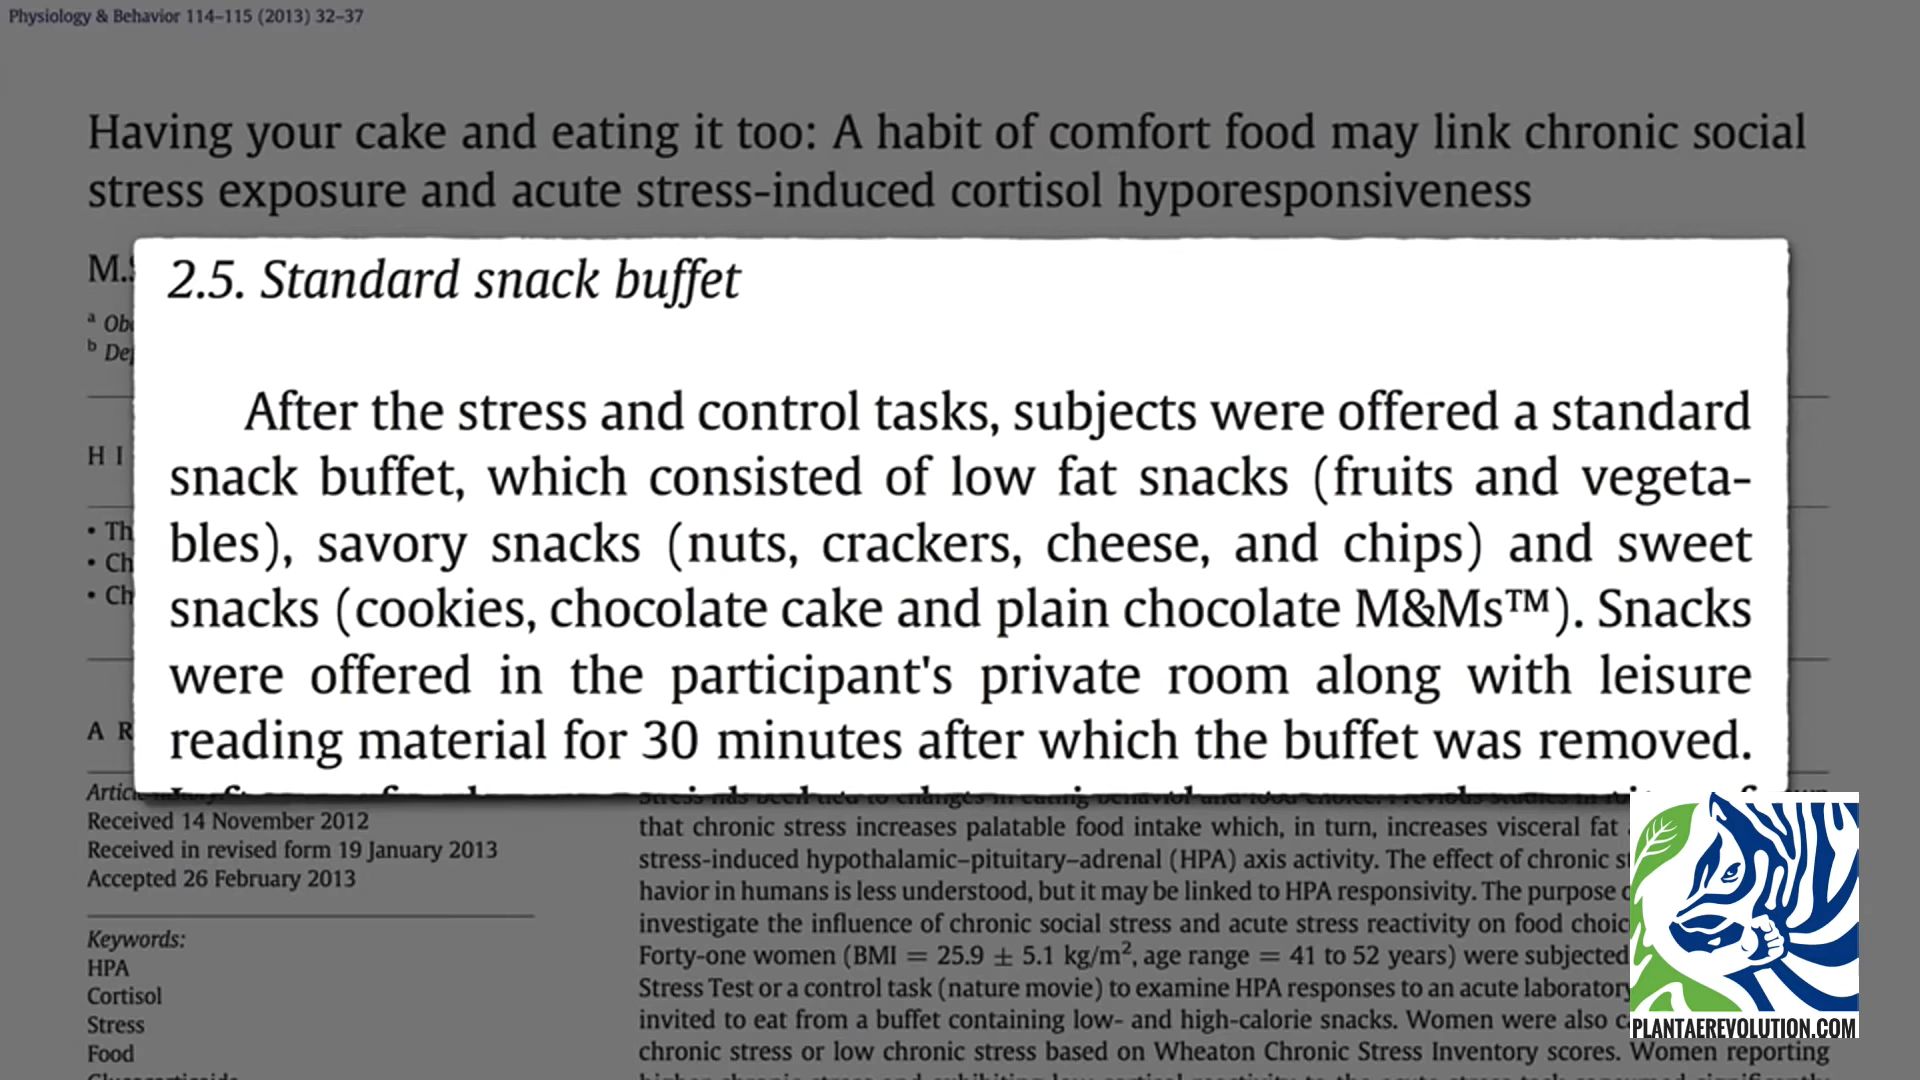 Physiology & Behavior 114–115 (2013) 32–37
Having your cake and eating it too: A habit of comfort food may link chronic social
stress exposure and acute stress-induced cortisol hyporesponsiveness
2.5. Standard snack buffet
After the stress and control tasks, subjects were offered a standard
snack buffet, which consisted of low fat snacks (fruits and vegeta-
bles), savory snacks (nuts, crackers, cheese, and chips) and sweet
snacks (cookies, chocolate cake and plain chocolate M&Ms™). Snacks
were offered in the participant's private room along with leisure
reading material for 30 minutes after which the buffet was removed.
Received 14 November 2012
Received in revised form 19 January 2013
Accepted 26 February 2013
Keywords:
HPA
Cortisol
Stress
Food
that chronic stress increases palatable food intake which, in turn, increases visceral fat
stress-induced hypothalamic–pituitary–adrenal (HPA) axis activity. The effect of chronic
havior in humans is less understood, but it may be linked to HPA responsivity. The purpose
investigate the influence of chronic social stress and acute stress reactivity on food
Forty-one women (BMI = 25.9 ± 5.1 kg/m², age range = 41 to 52 years) were subjected
Stress Test or a control task (nature movie) to examine HPA responses to an acute
invited to eat from a buffet containing low- and high-calorie snacks. Women were also
chronic stress or low chronic stress based on Wheaton Chronic Stress Inventory scores. Women reporting
PLANTAEREVOLUTION.COM